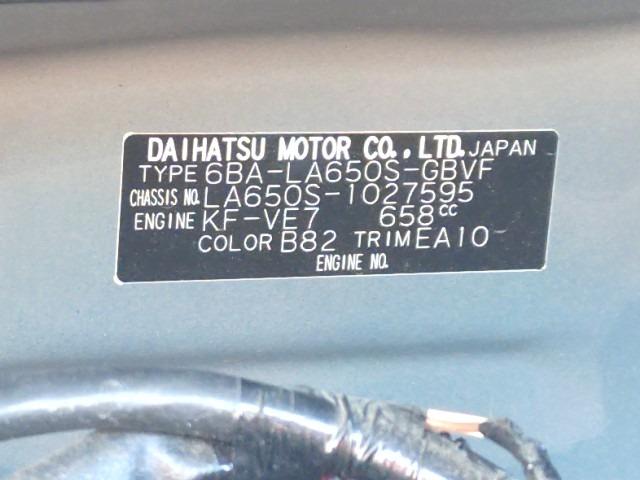 DAIHATSU MOTOR CO., LTD. JAPAN
TYPE 6BA-LA650S-GBVF
CHASSIS NO. LA650S-1027595
ENGINE KF-VE7 658cc
COLOR B82 TRIM EA10
ENGINE NO.